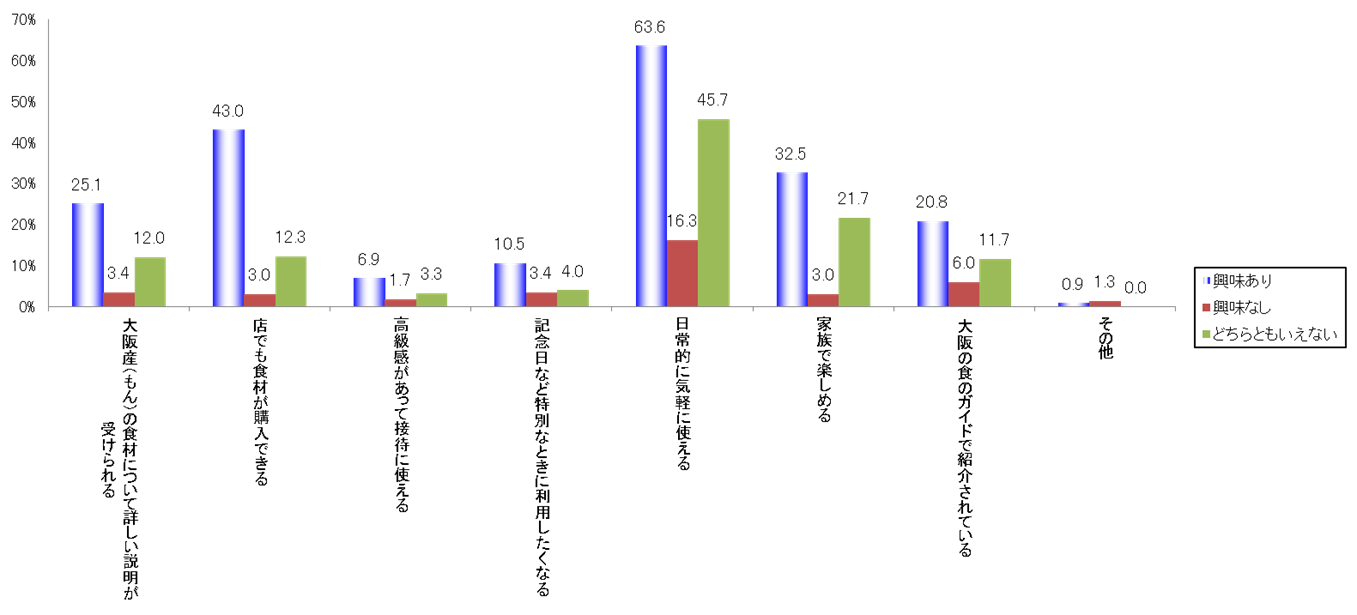 70%
60%
50%
40%
30%
20%
10%
0%
25.1
3.4
12.0
43.0
3.0
12.3
6.9
1.7
3.3
10.5
3.4
4.0
63.6
16.3
45.7
32.5
3.0
21.7
20.8
6.0
11.7
0.9
1.3
0.0
大阪産(もん)の食材について詳しい説明が
受けられる
店でも食材が購入できる
高級感があって接待に使える
記念日など特別なときに利用したくなる
日常的に気軽に使える
家族で楽しめる
大阪の食のガイドで紹介されている
その他
興味あり
興味なし
どちらともいえない